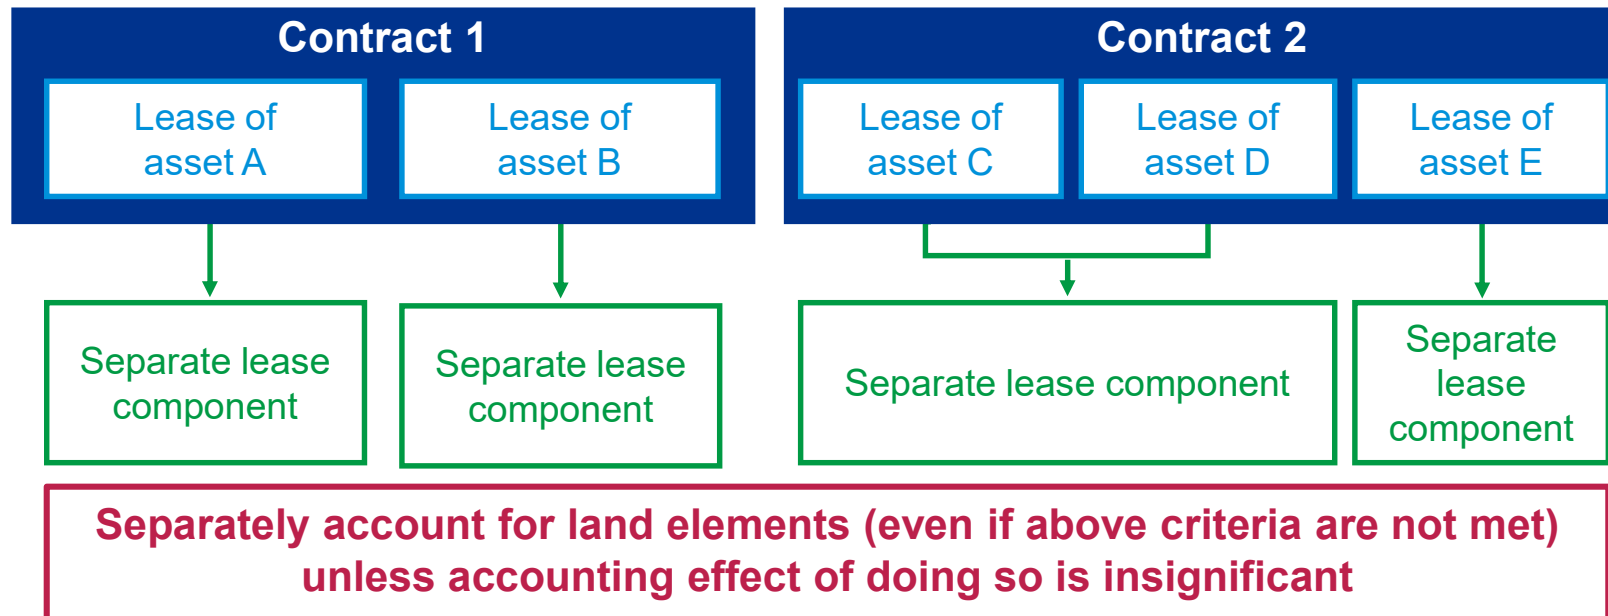 Contract 1
Contract 2
Lease of
asset A
Lease of
asset B
Lease of
asset C
Lease of
asset D
Lease of
asset E
Separate lease
component
Separate lease
component
Separate lease component
Separate
lease
component
Separately account for land elements (even if above criteria are not met)
unless accounting effect of doing so is insignificant